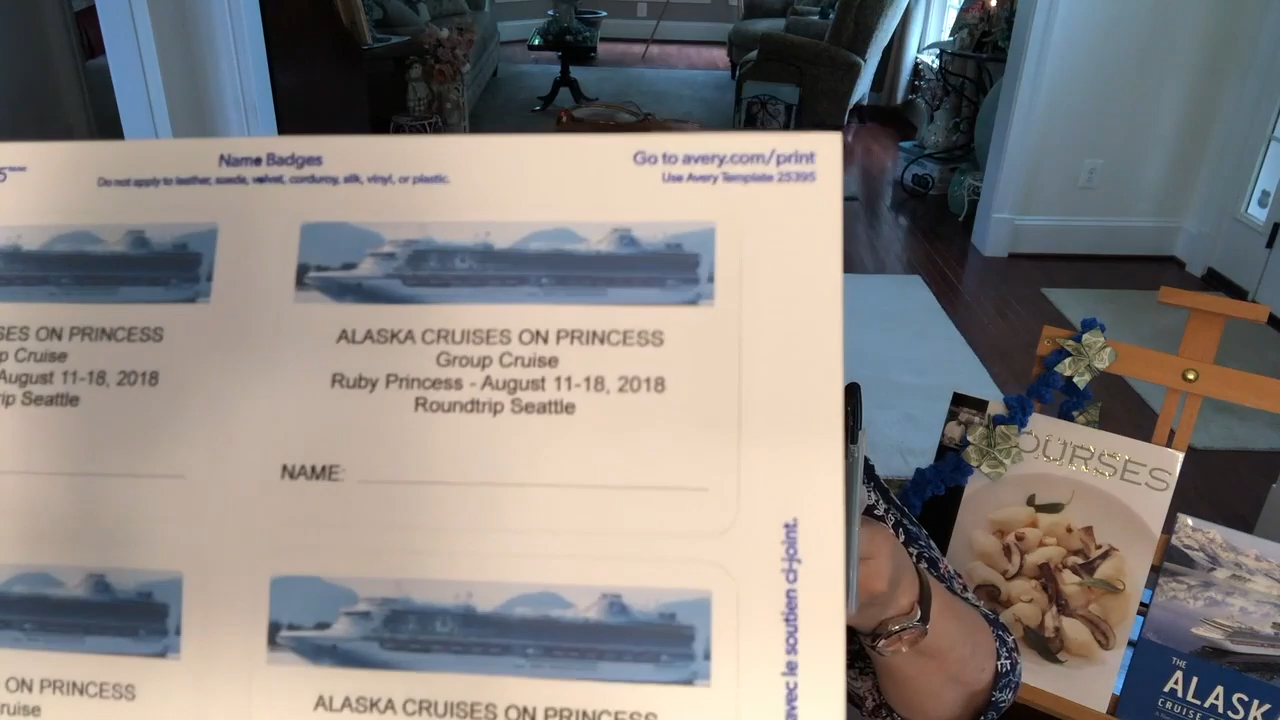 Name Badges
Do not apply to leather, suede, velvet, corduroy, silk, vinyl, or plastic.
Go to avery.com/print
Use Avery Template 25395
SES ON PRINCESS
p Cruise
August 11-18, 2018
rip Seattle
ALASKA CRUISES ON PRINCESS
Group Cruise
Ruby Princess - August 11-18, 2018
Roundtrip Seattle
NAME:
ON PRINCESS
ruise
ALASKA CRUISES ON PRINCESS
avec le soutien ci-joint.
OURSES
THE
ALASK
CRUISE